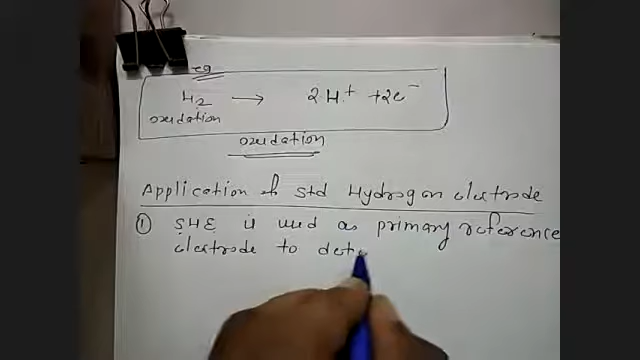 eg
H2 → 2H+ +2e-
oxidation
oxidation
Application of Std Hydrogen electrode
① SHE is used as primary reference
electrode to dete